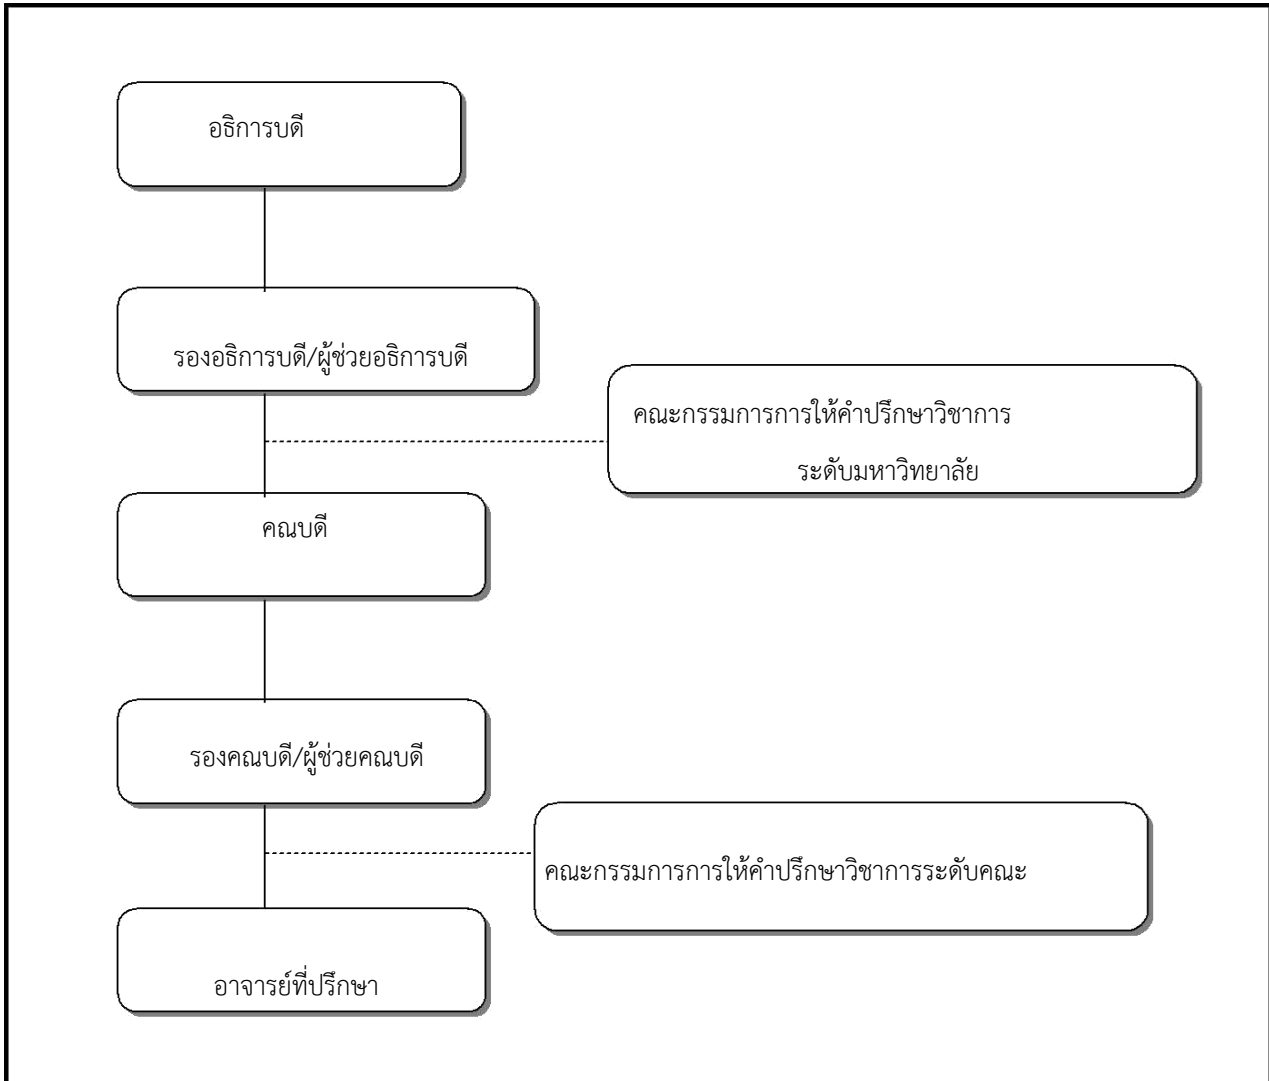 อธิการบดี
รองอธิการบดี/ผู้ช่วยอธิการบดี
คณะกรรมการการให้คำปรึกษาวิชาการ
ระดับมหาวิทยาลัย
คณบดี
รองคณบดี/ผู้ช่วยคณบดี
คณะกรรมการการให้คำปรึกษาวิชาการระดับคณะ
อาจารย์ที่ปรึกษา